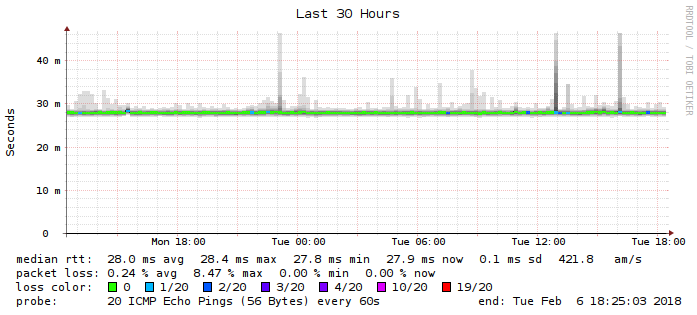 Last 30 Hours
RRDTOOL / TOBI OETIKER
Seconds
40 m
30 m
20 m
10 m
0
Mon 18:00 Tue 00:00 Tue 06:00 Tue 12:00 Tue 18:00
median rtt: 28.0 ms avg 28.4 ms max 27.8 ms min 27.9 ms now 0.1 ms sd 421.8 am/s
packet loss: 0.24 % avg 8.47 % max 0.00 % min 0.00 % now
loss color: 0 1/20 2/20 3/20 4/20 10/20 19/20
probe: 20 ICMP Echo Pings (56 Bytes) every 60s end: Tue Feb 6 18:25:03 2018